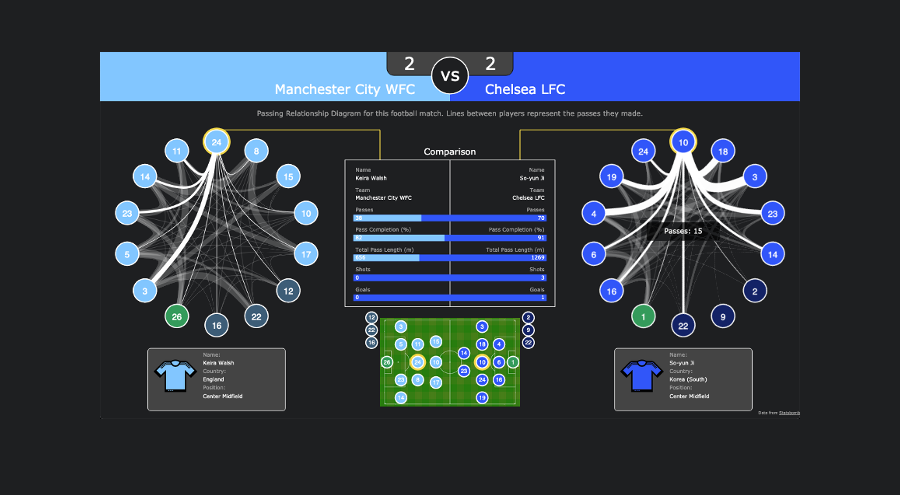 2 2
VS
Manchester City WFC Chelsea LFC
Passing Relationship Diagram for this football match. Lines between players represent the passes they made.
24
11 8
14 15
23 10
5 17
3 12
26 22
16
Comparison
Name Name
Keira Walsh So-yun Ji
Team Team
Manchester City WFC Chelsea LFC
Passes Passes
70
Pass Completion (%) Pass Completion (%)
91
Total Pass Length (m) Total Pass Length (m)
1269
Shots Shots
0 3
Goals Goals
0 1
10
24 18
19 3
4 23
Passes: 15
6 14
16 2
1 9
22
12 2
22 9
16 22
3 3
5 11 18 4
14
26 24 10 6 1
23
23 8 17 24 16
14 19
Name:
Keira Walsh
Country:
England
Position:
Center Midfield
Name:
So-yun Ji
Country:
Korea (South)
Position:
Center Midfield
Data from Statsbomb